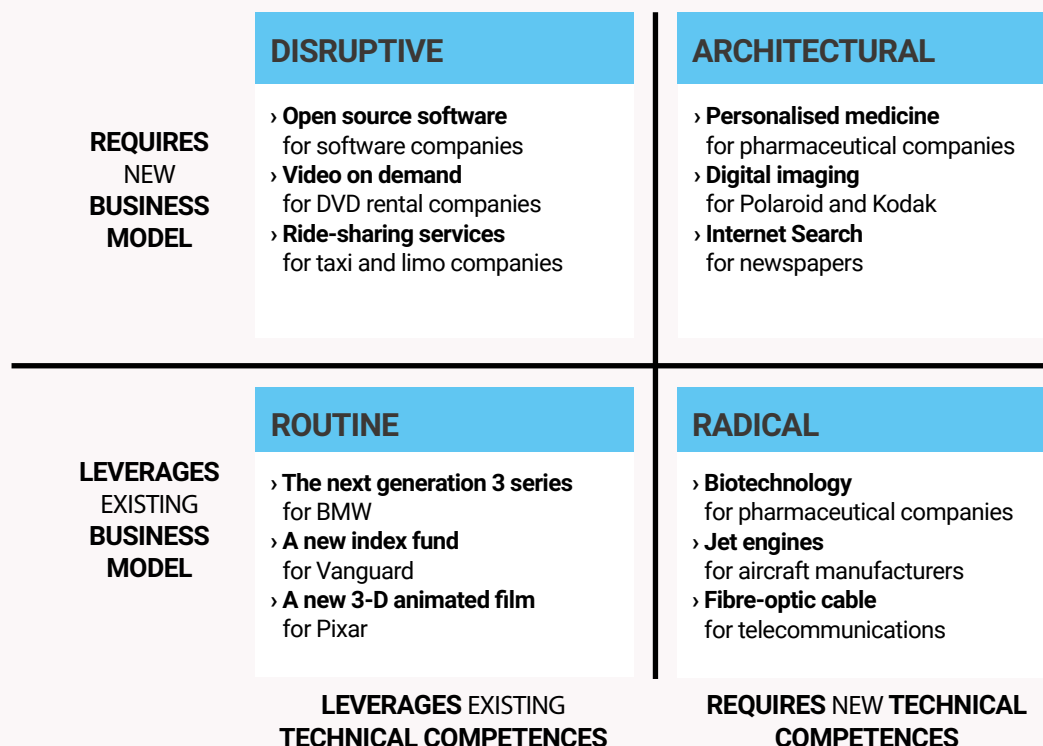 DISRUPTIVE
› Open source software
for software companies
› Video on demand
for DVD rental companies
› Ride-sharing services
for taxi and limo companies
ARCHITECTURAL
› Personalised medicine
for pharmaceutical companies
› Digital imaging
for Polaroid and Kodak
› Internet Search
for newspapers
REQUIRES
NEW
BUSINESS
MODEL
ROUTINE
› The next generation 3 series
for BMW
› A new index fund
for Vanguard
› A new 3-D animated film
for Pixar
RADICAL
› Biotechnology
for pharmaceutical companies
› Jet engines
for aircraft manufacturers
› Fibre-optic cable
for telecommunications
LEVERAGES
EXISTING
BUSINESS
MODEL
LEVERAGES EXISTING
TECHNICAL COMPETENCES
REQUIRES NEW TECHNICAL
COMPETENCES